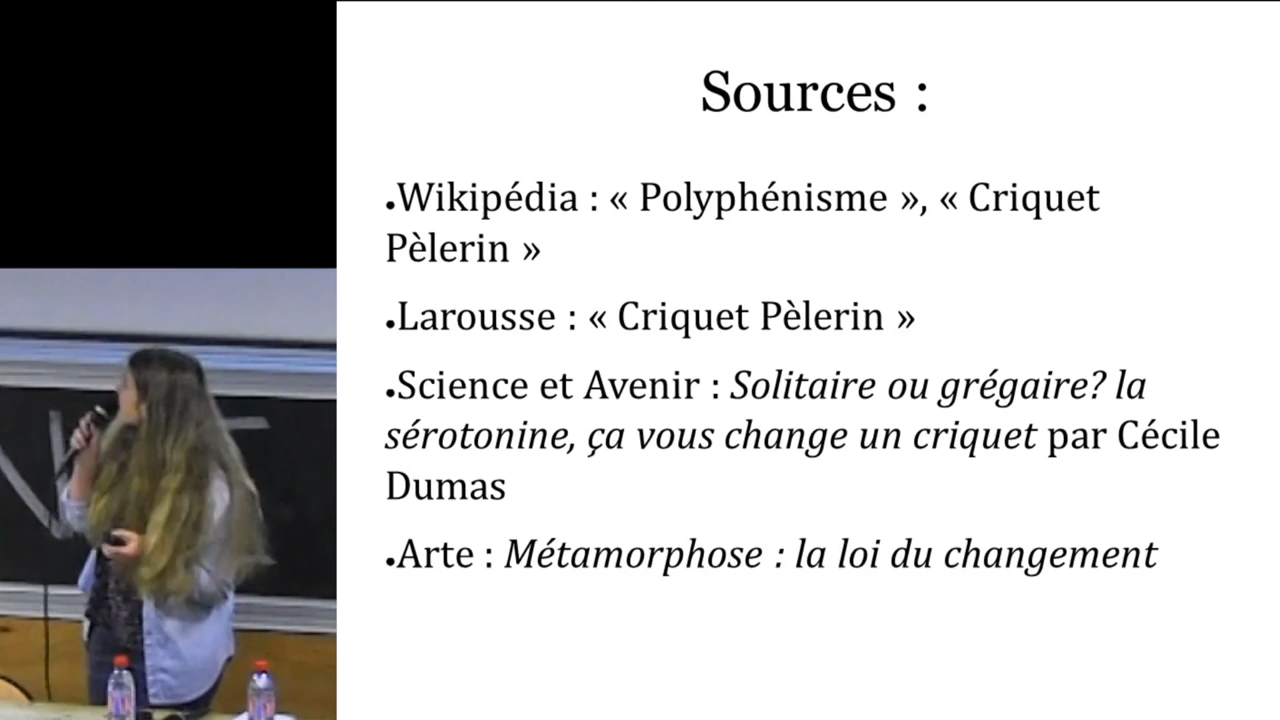 Sources :
•Wikipédia : « Polyphénisme », « Criquet
Pèlerin »
•Larousse : « Criquet Pèlerin »
•Science et Avenir : Solitaire ou grégaire? la
sérotonine, ça vous change un criquet par Cécile
Dumas
•Arte : Métamorphose : la loi du changement